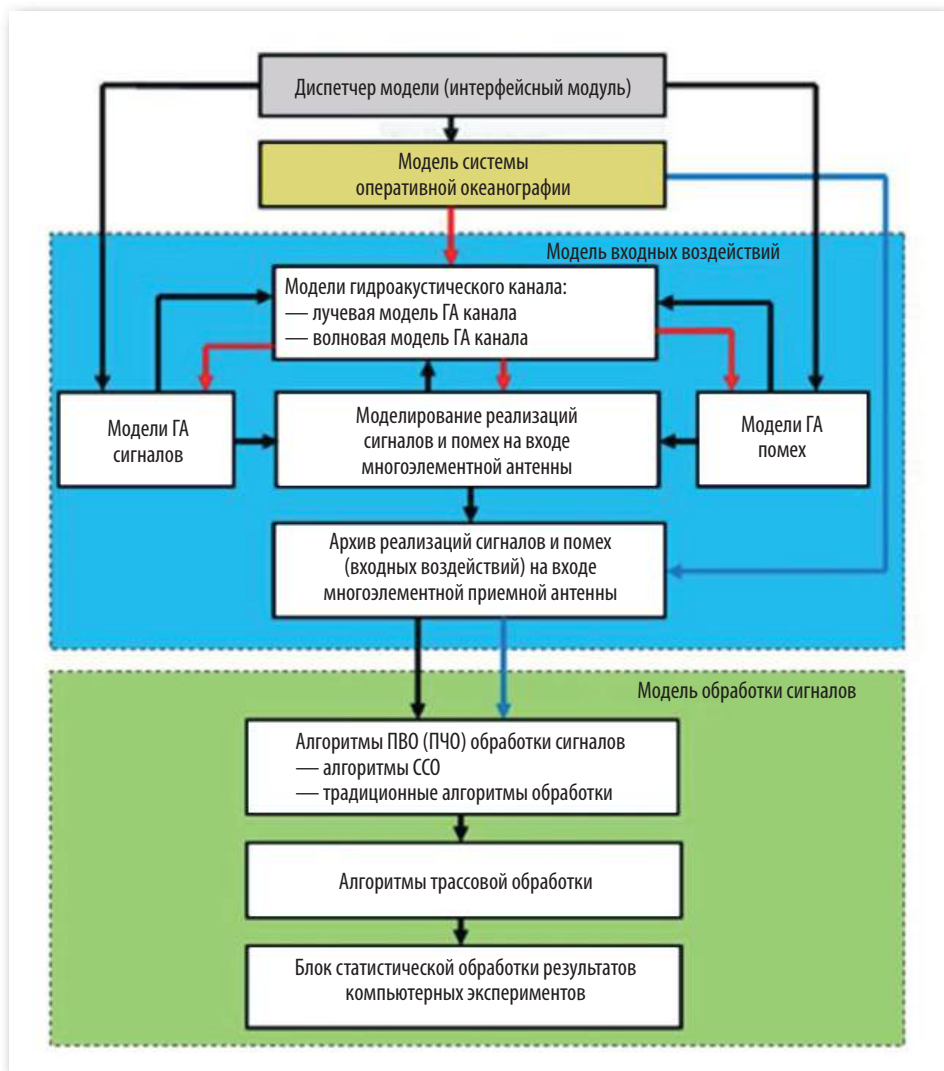 Диспетчер модели (интерфейсный модуль)
Модель системы
оперативной океанографии
Модель входных воздействий
Модели гидроакустического канала:
— лучевая модель ГА канала
— волновая модель ГА канала
Модели ГА
сигналов
Моделирование реализаций
сигналов и помех на входе
многоэлементной антенны
Модели ГА
помех
Архив реализаций сигналов и помех
(входных воздействий) на входе
многоэлементной приемной антенны
Модель обработки сигналов
Алгоритмы ПВО (ПЧО) обработки сигналов
— алгоритмы ССО
— традиционные алгоритмы обработки
Алгоритмы трассовой обработки
Блок статистической обработки результатов
компьютерных экспериментов